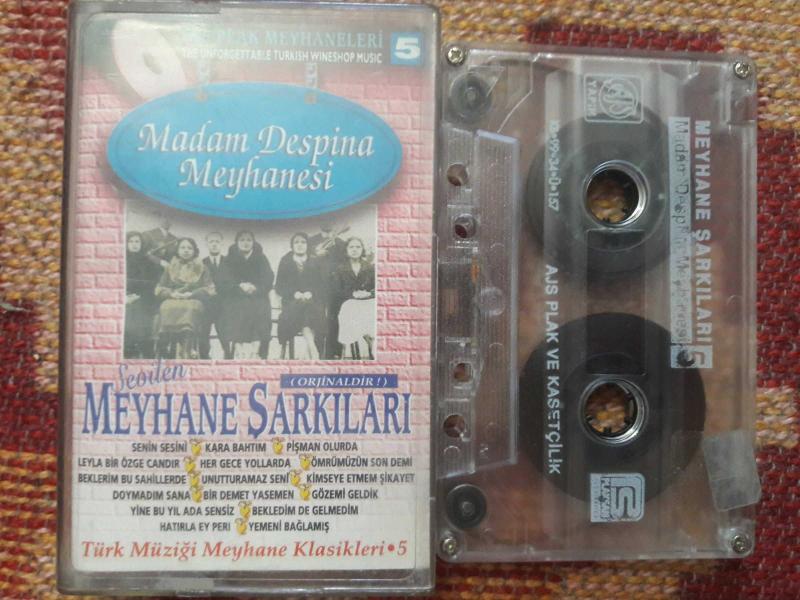 PLAK MEYHANELERİ 5
THE UNFORGETTABLE TURKISH WINESHOP MUSIC
Madam Despina
Meyhanesi
Sevilen
(ORJİNALDİR!)
MEYHANE ŞARKILARI
SENİN SESİNİ KARA BAHTIM PİŞMAN OLURDA
LEYLA BİR ÖZGE CANDIR HER GECE YOLLARDA ÖMRÜMÜZÜN SON DEMİ
BEKLERİM BU SAHİLLERDE UNUTTURAMAZ SENİ KİMSEYE ETMEM ŞİKAYET
DOYMADIM SANA BİR DEMET YASEMEN GÖZEMİ GELDİK
YİNE BU YIL ADA SENSİZ BEKLEDİM DE GELMEDİM
HATIRLA EY PERI YEMENİ BAĞLAMIŞ
Türk Müziği Meyhane Klasikleri • 5
MEYHANE ŞARKILARI 5
Madam Despina Meyhanesi
AJS PLAK VE KASETÇİLİK
YAPIM